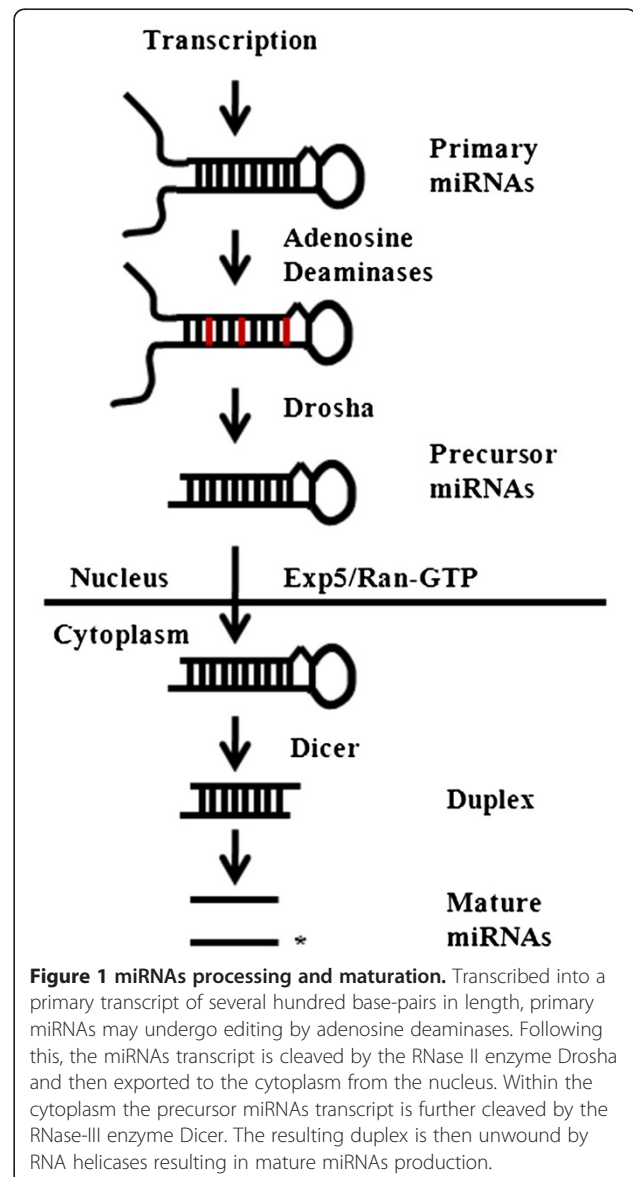 Transcription
Primary
miRNAs
Adenosine
Deaminases
Drosha
Precursor
miRNAs
Nucleus Exp5/Ran-GTP
Cytoplasm
Dicer
Duplex
Mature
miRNAs
*
Figure 1 miRNAs processing and maturation. Transcribed into a
primary transcript of several hundred base-pairs in length, primary
miRNAs may undergo editing by adenosine deaminases. Following
this, the miRNAs transcript is cleaved by the RNase II enzyme Drosha
and then exported to the cytoplasm from the nucleus. Within the
cytoplasm the precursor miRNAs transcript is further cleaved by the
RNase-III enzyme Dicer. The resulting duplex is then unwound by
RNA helicases resulting in mature miRNAs production.